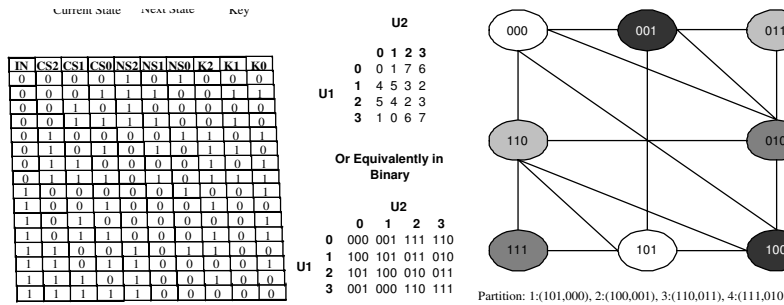 Current State Next State Key
IN CS2 CS1 CS0 NS2 NS1 NS0 K2 K1 K0
0 0 0 0 1 0 1 0 0 0
0 0 0 1 1 1 0 0 1 1
0 0 1 0 1 0 0 0 0 0
0 0 1 1 1 1 1 0 1 0
0 1 0 0 0 0 1 1 0 1
0 1 0 1 0 1 0 1 0 0
0 1 1 0 0 0 0 1 0 1
0 1 1 1 0 1 0 1 1 1
1 0 0 0 0 0 1 0 0 1
1 0 0 1 0 0 0 1 0 0
1 0 1 0 0 0 0 0 0 1
1 0 1 1 0 1 0 0 0 1
1 1 0 0 1 0 1 1 0 0
1 1 0 1 0 0 0 0 0 1
1 1 1 0 1 0 0 1 0 0
1 1 1 1 0 0 0 0 0 0
U2
0 1 2 3
0 0 1 7 6
U1 1 4 5 3 2
2 5 4 2 3
3 1 0 6 7
Or Equivalently in
Binary
U2
0 1 2 3
0 000 001 111 110
U1 1 100 101 011 010
2 101 100 010 011
3 001 000 110 111
000 001 011
110 010
111 101 100
Partition: 1:(101,000), 2:(100,001), 3:(110,011), 4:(111,010